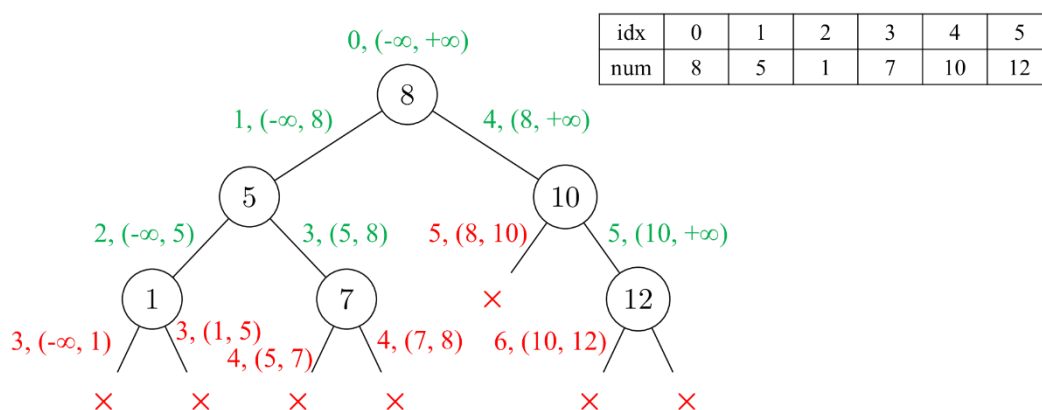 0, (-∞, +∞)
idx 0 1 2 3 4 5
num 8 5 1 7 10 12
8
1, (-∞, 8)
4, (8, +∞)
5
10
2, (-∞, 5)
3, (5, 8)
5, (8, 10)
5, (10, +∞)
1
7
×
12
3, (-∞, 1)
3, (1, 5)
4, (5, 7)
4, (7, 8)
6, (10, 12)
× × × × × ×